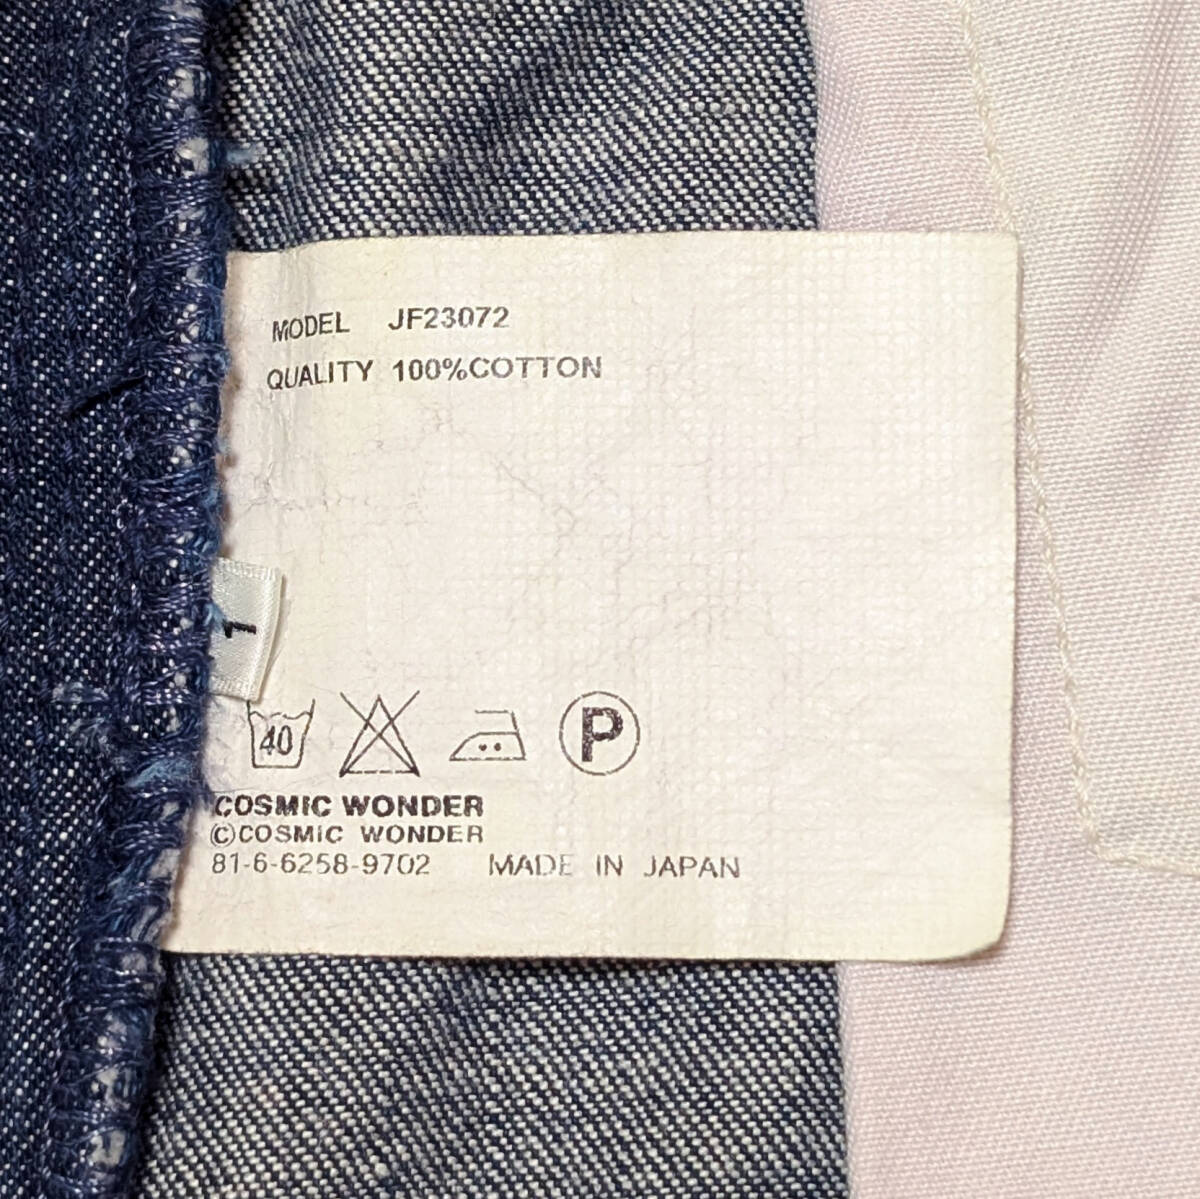 MODEL JF23072
QUALITY 100%COTTON
1
40
P
COSMIC WONDER
©COSMIC WONDER
81-6-6258-9702 MADE IN JAPAN